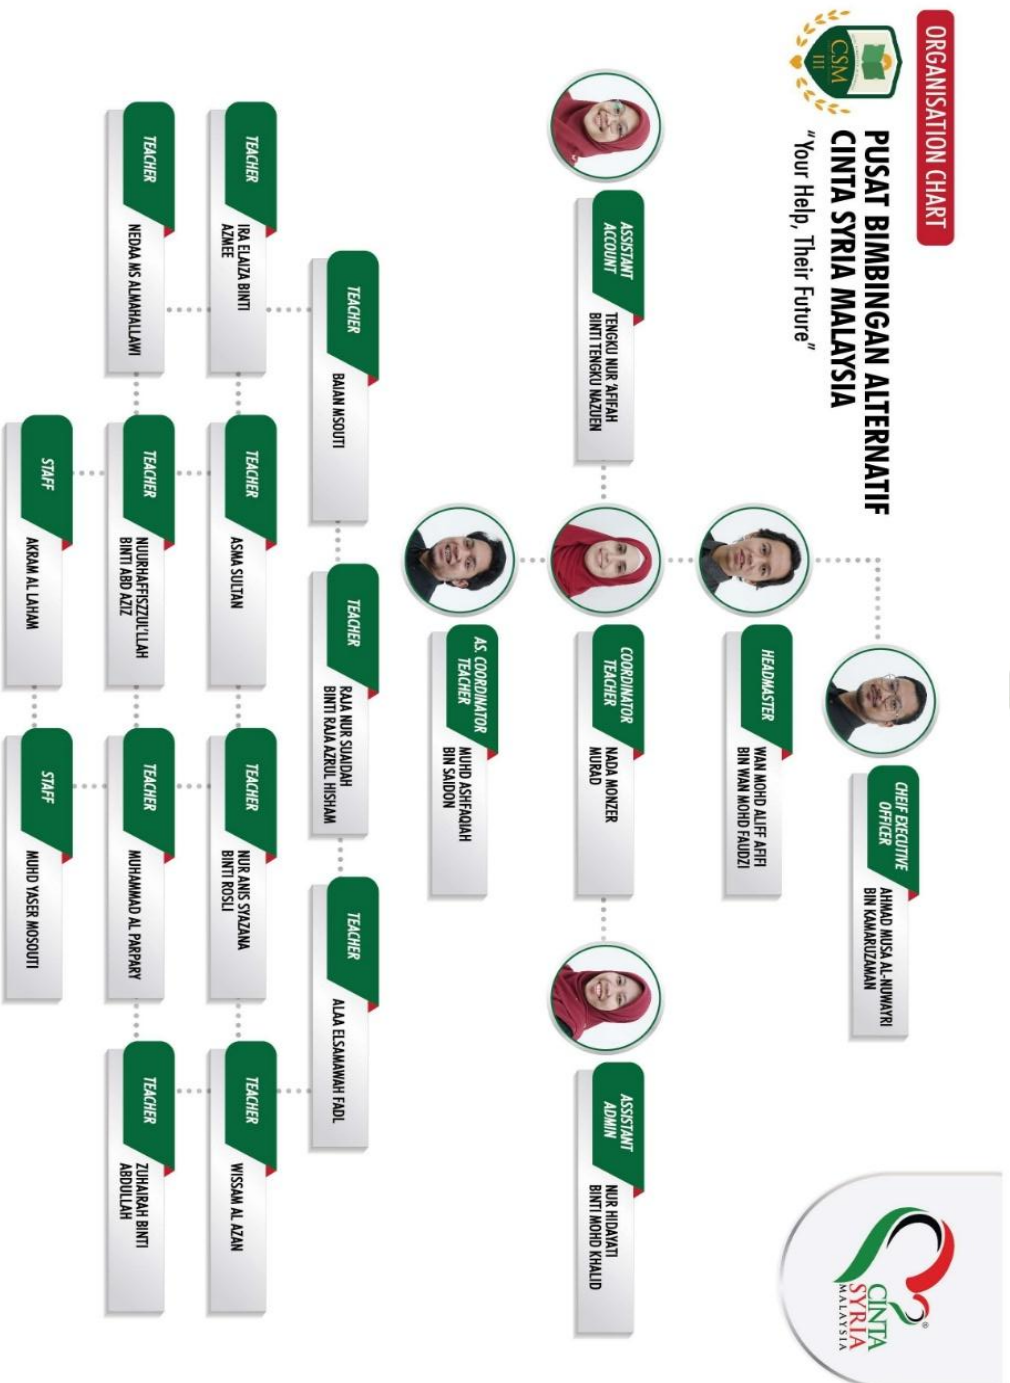 ORGANISATION CHART
CSM
III
PUSAT BIMBINGAN ALTERNATIF
CINTA SYRIA MALAYSIA
"Your Help, Their Future"
CINTA
SYRIA
MALAYSIA
®
CHEIF EXECUTIVE
OFFICER
AHMAD MUSA AL-NUWAYRI
BIN KAMARUZAMAN
HEADMASTER
WAN MOHD ALIFF AFIFI
BIN WAN MOHD FAUDZI
ASSISTANT
ACCOUNT
TENGKU NUR 'AFIFAH
BINTI TENGKU NAZUEN
COORDINATOR
TEACHER
NADA MONZER
MURAD
ASSISTANT
ADMIN
NUR HIDAYATI
BINTI MOHD KHALID
AS. COORDINATOR
TEACHER
MUHD ASHFAQIAH
BIN SAIDON
TEACHER
BAIAN MSOUTI
TEACHER
RAJA NUR SUAIDAH
BINTI RAJA AZRUL HISHAM
TEACHER
ALAA ELSAMAWAH FADL
TEACHER
IRA ELAIZA BINTI
AZMEE
TEACHER
ASMA SULTAN
TEACHER
NUR ANIS SYAZANA
BINTI ROSLI
TEACHER
WISSAM AL AZAN
TEACHER
NEDAA MS ALMAHALLAWI
TEACHER
NUURHAFFISZZUL'LLAH
BINTI ABD AZIZ
TEACHER
MUHAMMAD AL PARPARY
TEACHER
ZUHAIRAH BINTI
ABDULLAH
STAFF
AKRAM AL LAHAM
STAFF
MUHD YASER MOSOUTI